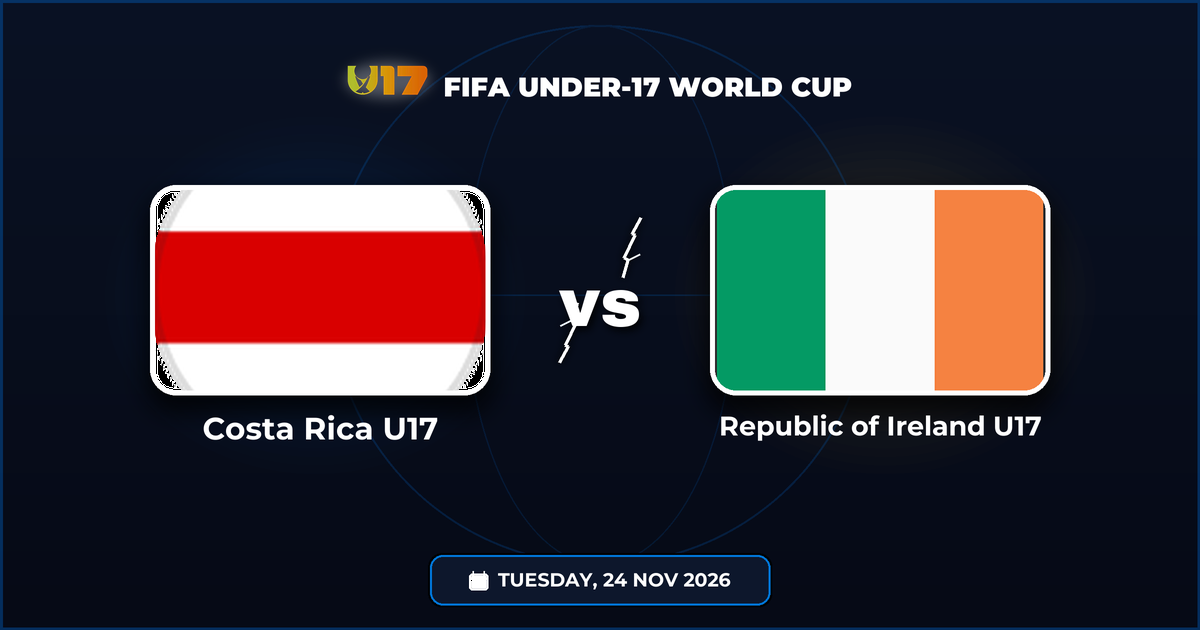 U17 FIFA UNDER-17 WORLD CUP
VS
Costa Rica U17
Republic of Ireland U17
TUESDAY, 24 NOV 2026